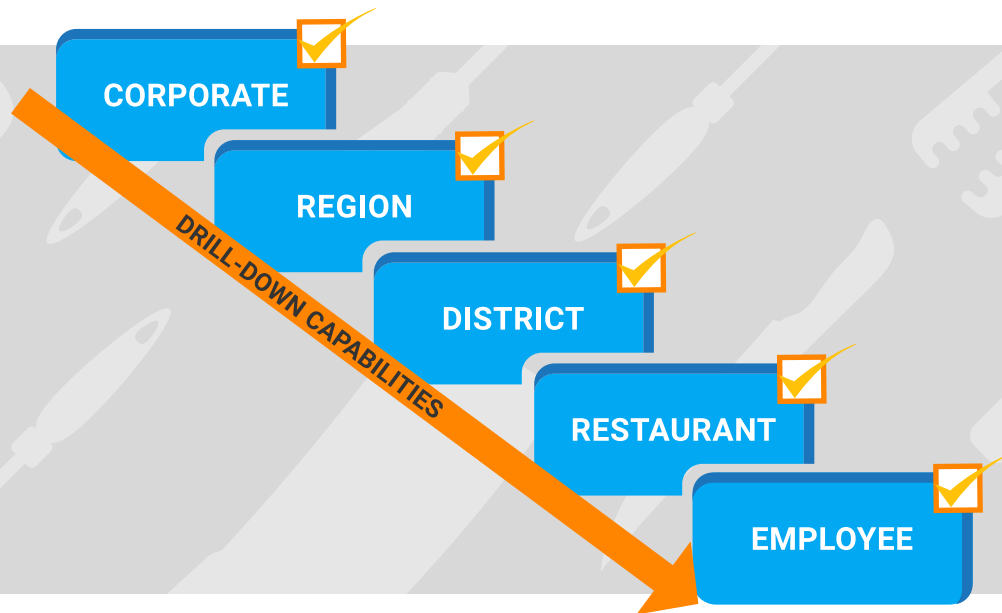 CORPORATE
REGION
DRILL-DOWN CAPABILITIES
DISTRICT
RESTAURANT
EMPLOYEE